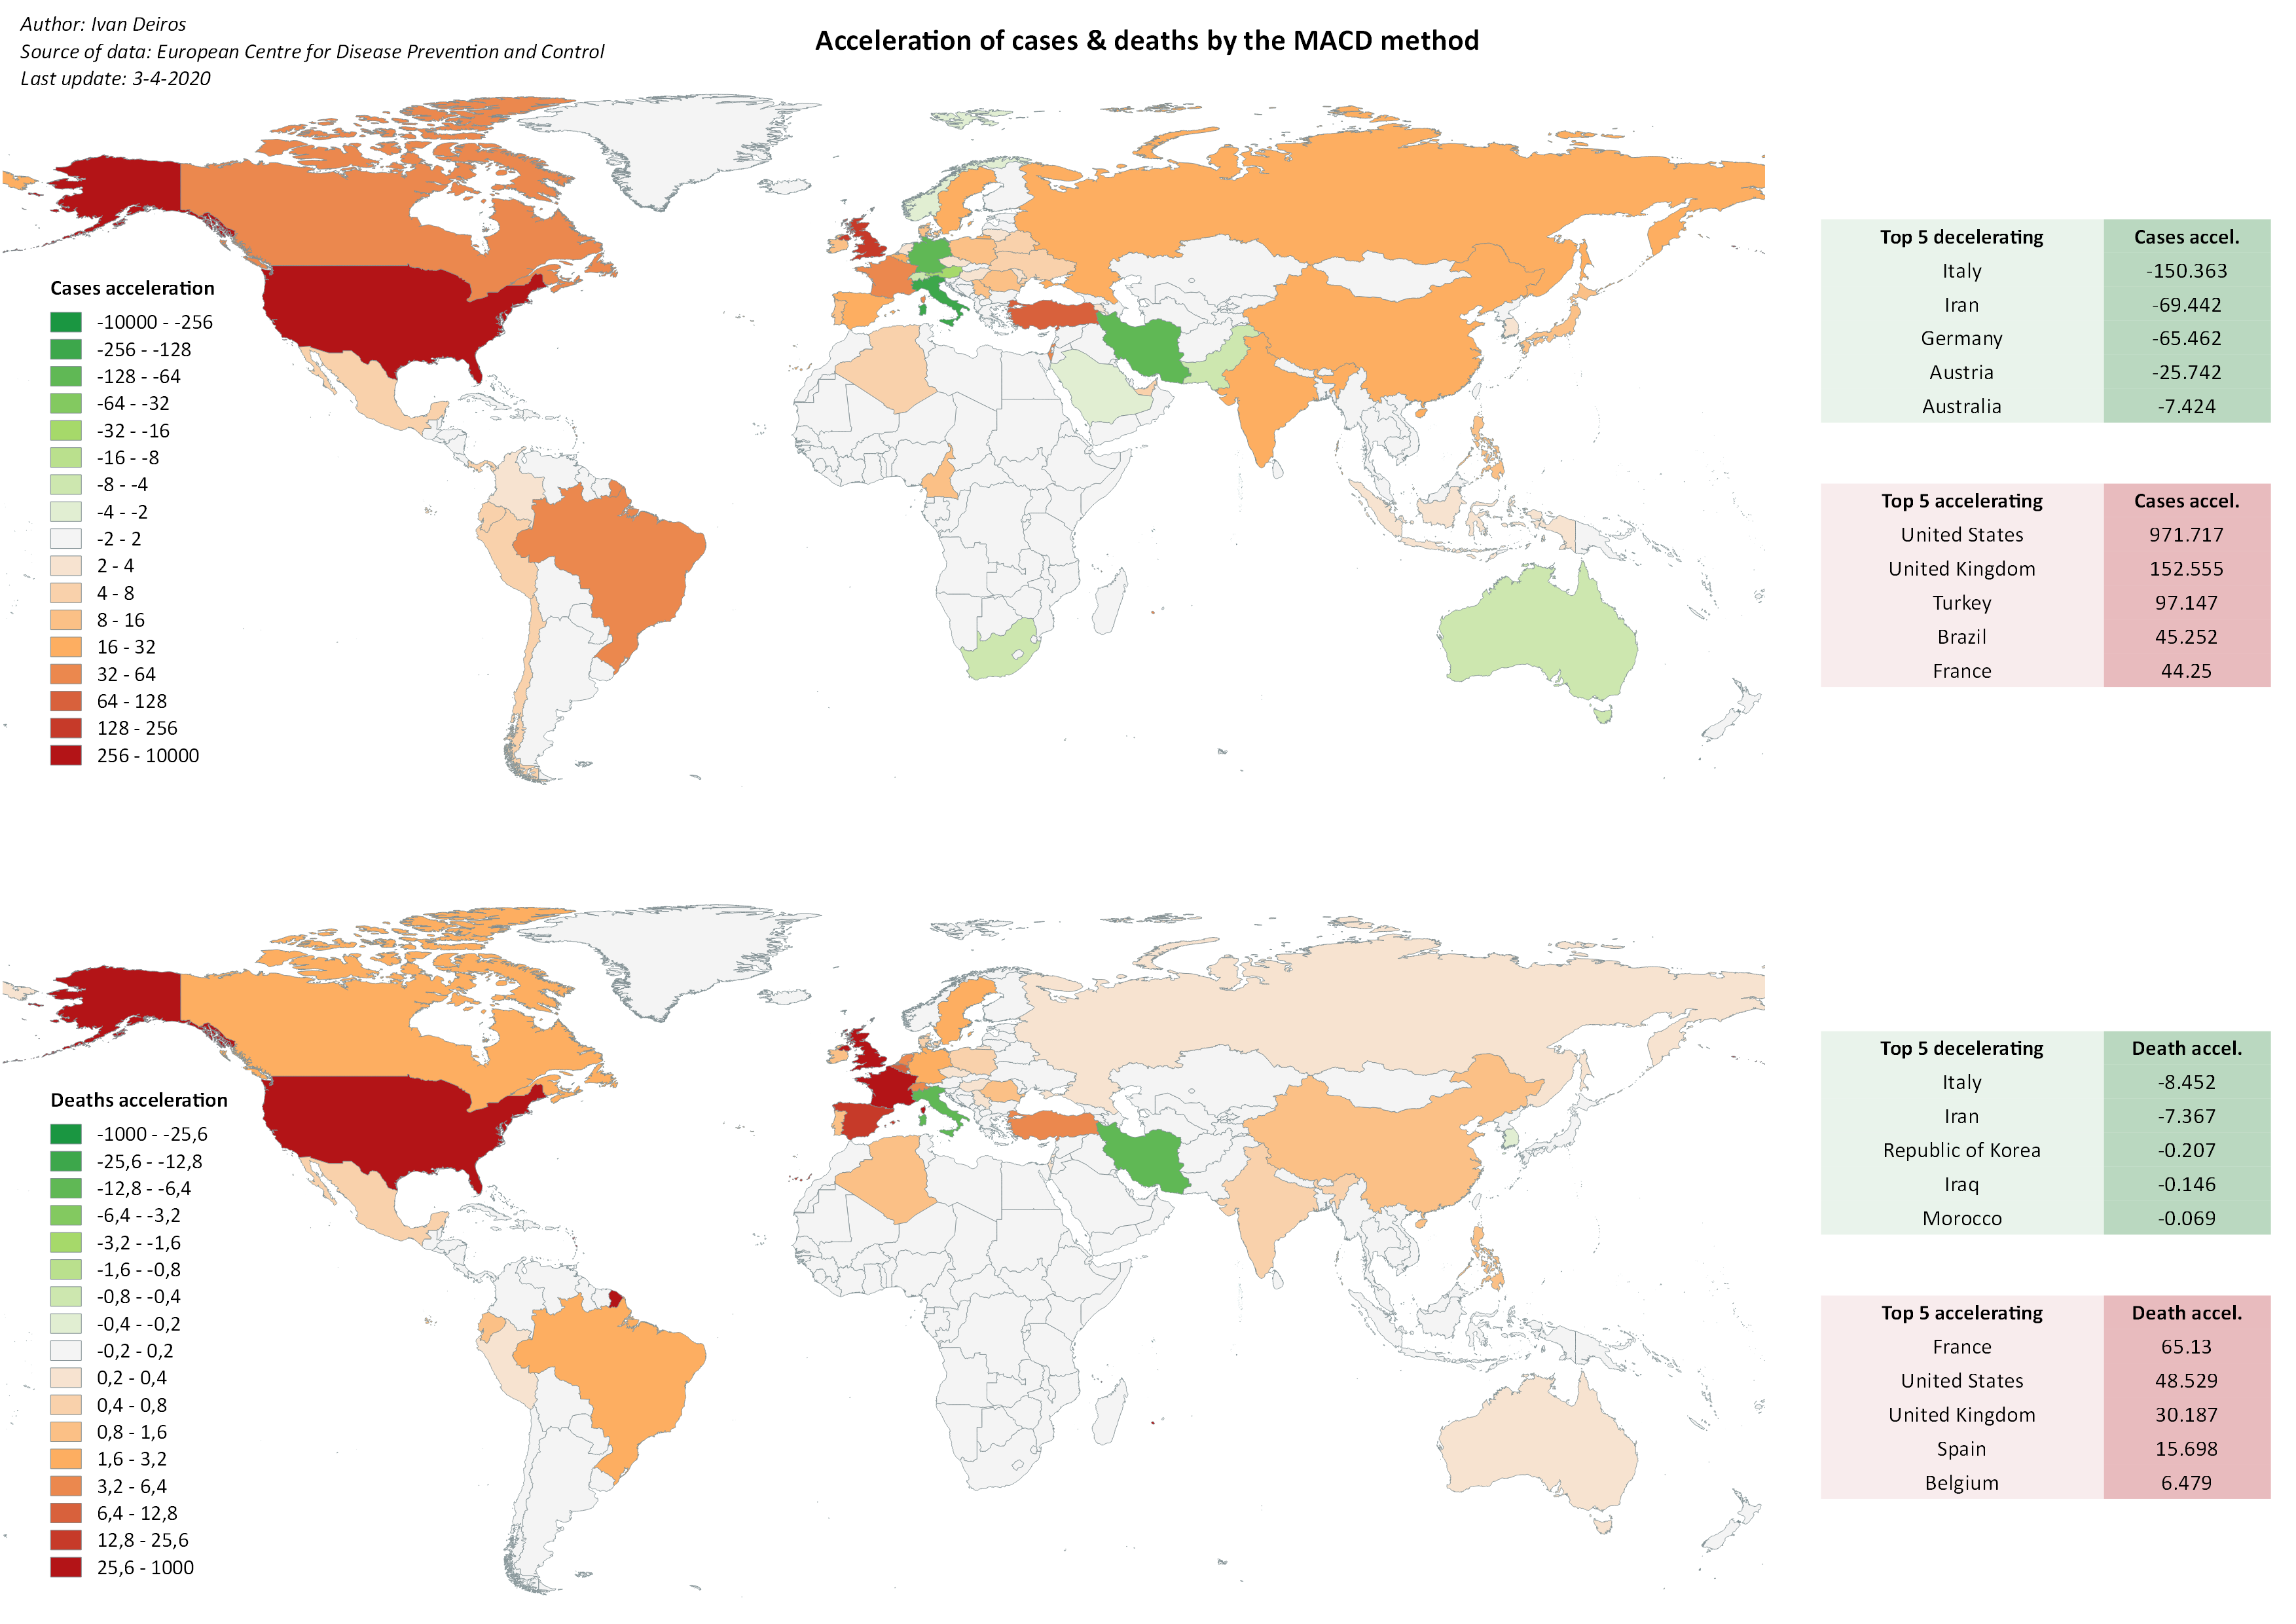 Author: Ivan Deiros
Source of data: European Centre for Disease Prevention and Control
Last update: 3-4-2020
Acceleration of cases & deaths by the MACD method
Cases acceleration
-10000 - -256
-256 - -128
-128 - -64
-64 - -32
-32 - -16
-16 - -8
-8 - -4
-4 - -2
-2 - 2
2 - 4
4 - 8
8 - 16
16 - 32
32 - 64
64 - 128
128 - 256
256 - 10000
Top 5 decelerating Cases accel.
Italy -150.363
Iran -69.442
Germany -65.462
Austria -25.742
Australia -7.424
Top 5 accelerating Cases accel.
United States 971.717
United Kingdom 152.555
Turkey 97.147
Brazil 45.252
France 44.25
Deaths acceleration
-1000 - -25,6
-25,6 - -12,8
-12,8 - -6,4
-6,4 - -3,2
-3,2 - -1,6
-1,6 - -0,8
-0,8 - -0,4
-0,4 - -0,2
-0,2 - 0,2
0,2 - 0,4
0,4 - 0,8
0,8 - 1,6
1,6 - 3,2
3,2 - 6,4
6,4 - 12,8
12,8 - 25,6
25,6 - 1000
Top 5 decelerating Death accel.
Italy -8.452
Iran -7.367
Republic of Korea -0.207
Iraq -0.146
Morocco -0.069
Top 5 accelerating Death accel.
France 65.13
United States 48.529
United Kingdom 30.187
Spain 15.698
Belgium 6.479